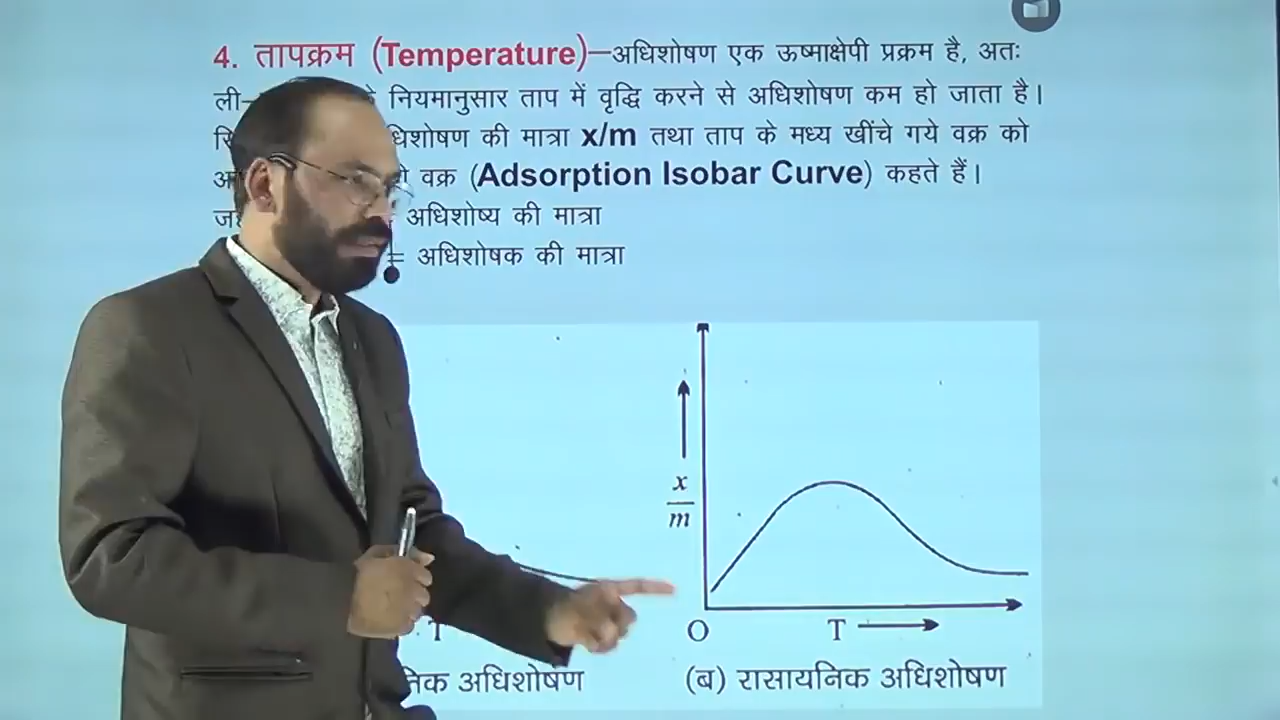 4. तापक्रम (Temperature)—अधिशोषण एक ऊष्माक्षेपी प्रक्रम है, अतः
ली- नियमानुसार ताप में वृद्धि करने से अधिशोषण कम हो जाता है।
धिशोषण की मात्रा x/m तथा ताप के मध्य खींचे गये वक्र को
वक्र (Adsorption Isobar Curve) कहते हैं।
अधिशोष्य की मात्रा
= अधिशोषक की मात्रा
x
m
O
T
T
अधिशोषण
(ब) रासायनिक अधिशोषण